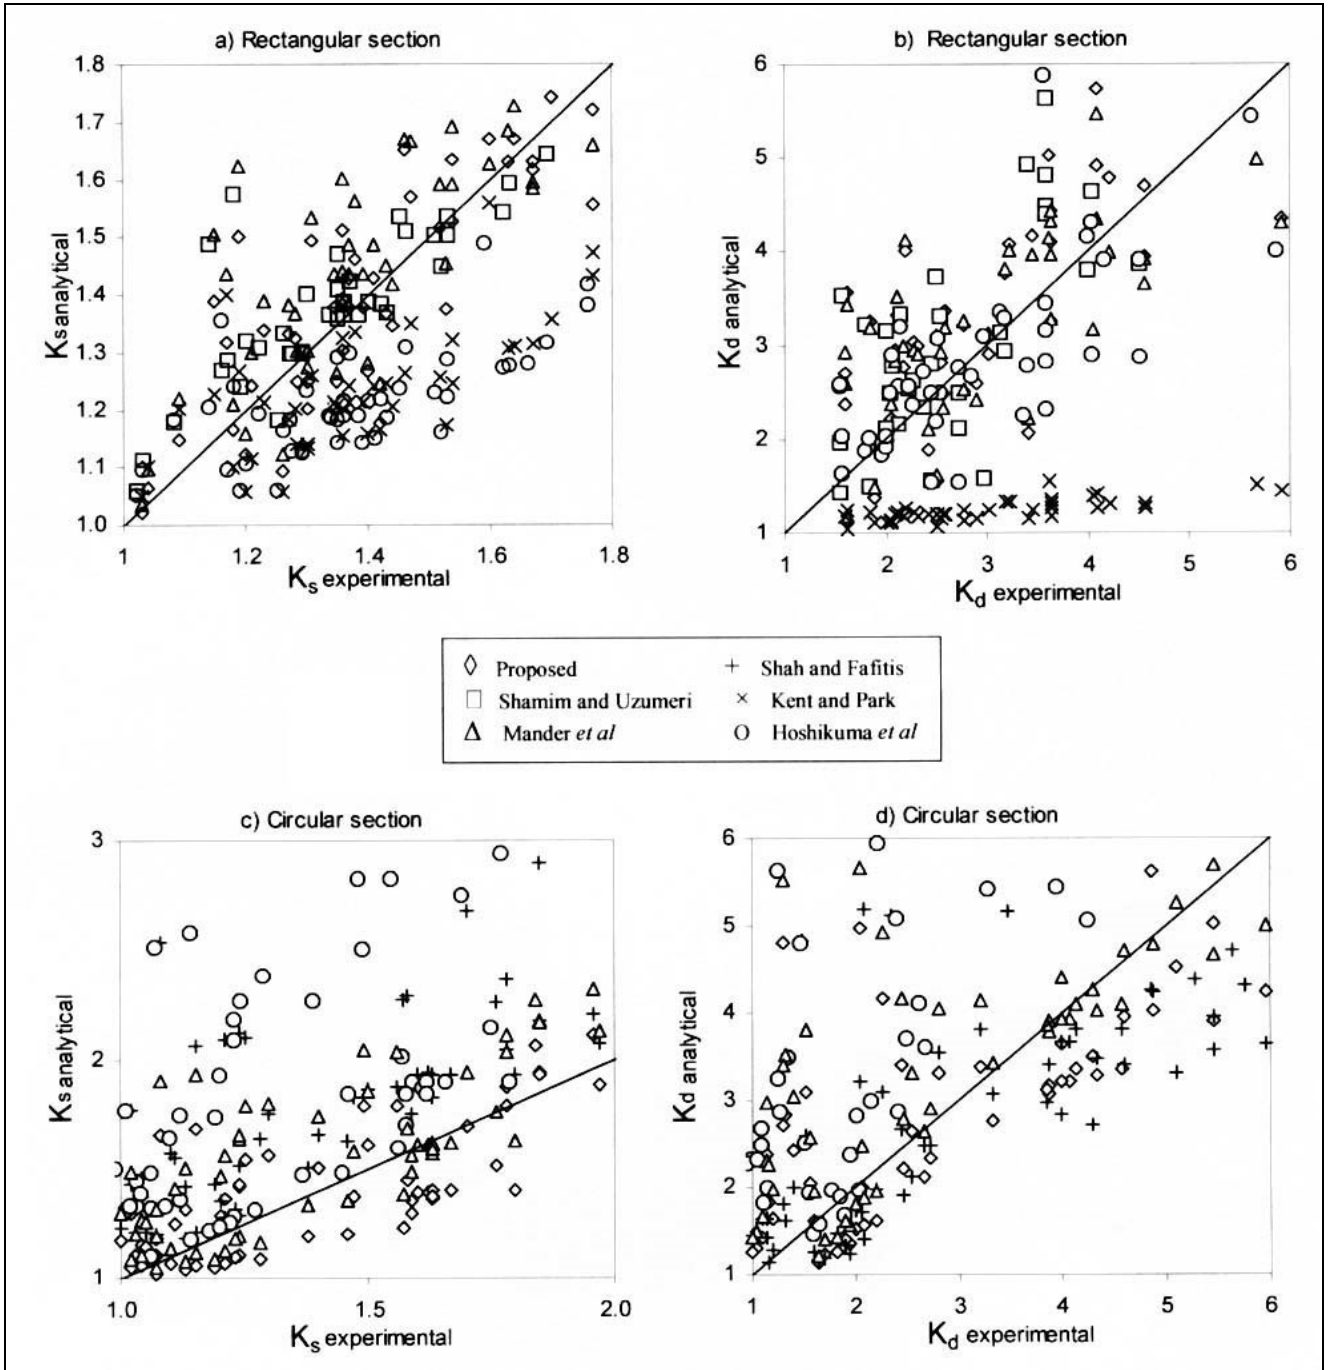 a) Rectangular section
1.8
1.7
1.6
1.5
1.4
1.3
1.2
1.1
1.0
Ks analytical
1 1.2 1.4 1.6 1.8
Ks experimental
b) Rectangular section
6
5
4
3
2
1
Kd analytical
1 2 3 4 5 6
Kd experimental
Proposed
Shah and Fafitis
Shamim and Uzumeri
Kent and Park
Mander et al
Hoshikuma et al
c) Circular section
3
2
1
Ks analytical
1.0 1.5 2.0
Ks experimental
d) Circular section
6
5
4
3
2
1
Kd analytical
1 2 3 4 5 6
Kd experimental